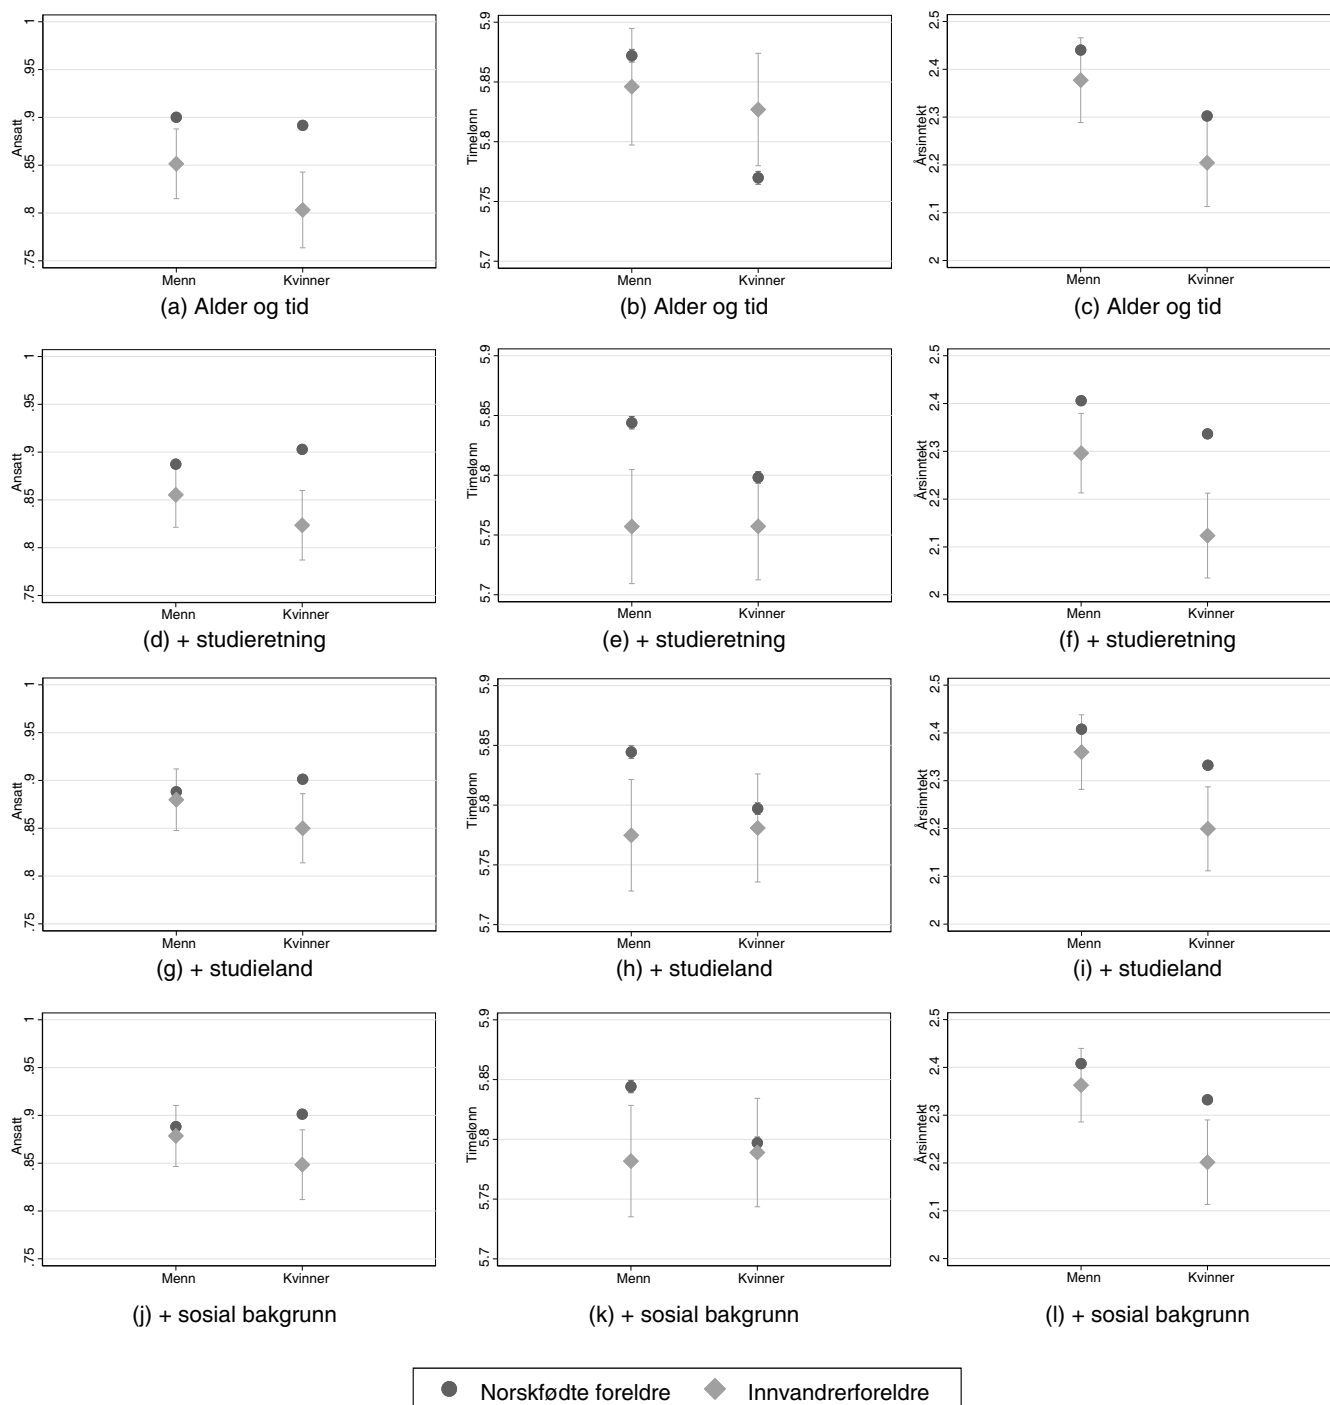 1
.95
.9
.85
.8
.75
Ansatt
Menn Kvinner
(a) Alder og tid
5.9
5.85
5.8
5.75
5.7
Timelønn
Menn Kvinner
(b) Alder og tid
2.5
2.4
2.3
2.2
2.1
2
Årsinntekt
Menn Kvinner
(c) Alder og tid
1
.95
.9
.85
.8
.75
Ansatt
Menn Kvinner
(d) + studieretning
5.9
5.85
5.8
5.75
5.7
Timelønn
Menn Kvinner
(e) + studieretning
2.5
2.4
2.3
2.2
2.1
2
Årsinntekt
Menn Kvinner
(f) + studieretning
1
.95
.9
.85
.8
.75
Ansatt
Menn Kvinner
(g) + studieland
5.9
5.85
5.8
5.75
5.7
Timelønn
Menn Kvinner
(h) + studieland
2.5
2.4
2.3
2.2
2.1
2
Årsinntekt
Menn Kvinner
(i) + studieland
1
.95
.9
.85
.8
.75
Ansatt
Menn Kvinner
(j) + sosial bakgrunn
5.9
5.85
5.8
5.75
5.7
Timelønn
Menn Kvinner
(k) + sosial bakgrunn
2.5
2.4
2.3
2.2
2.1
2
Årsinntekt
Menn Kvinner
(l) + sosial bakgrunn
Norskfødte foreldre Innvandrerforeldre